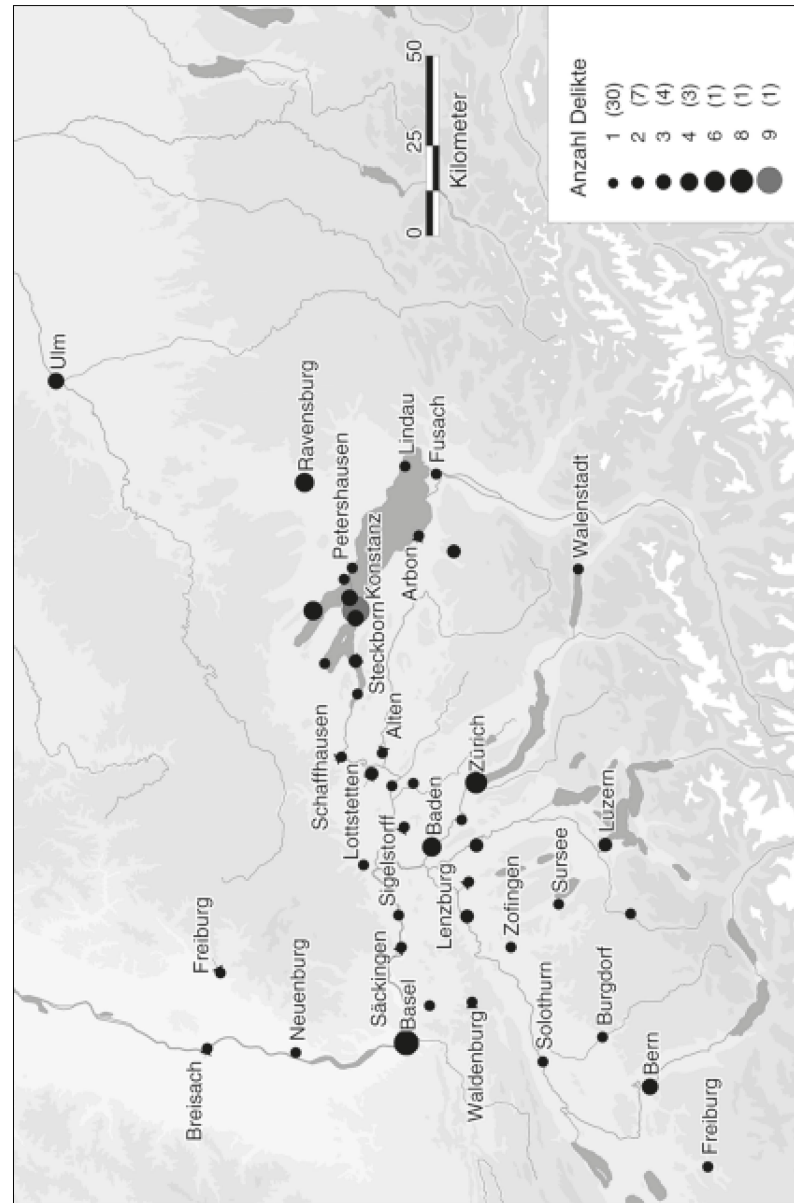 Ulm
Ravensburg
Petershausen
Lindau
Konstanz
Fusach
Steckborn
Arbon
Schaffhausen
Alten
Walenstadt
Lottstetten
Zürich
Freiburg
Sigelstorff
Baden
Luzern
Neuenburg
Säckingen
Lenzburg
Sursee
Breisach
Basel
Zofingen
Waldenburg
Solothurn
Burgdorf
Bern
Freiburg
0 25 50
Kilometer
Anzahl Delikte
1 (30)
2 (7)
3 (4)
4 (3)
6 (1)
8 (1)
9 (1)